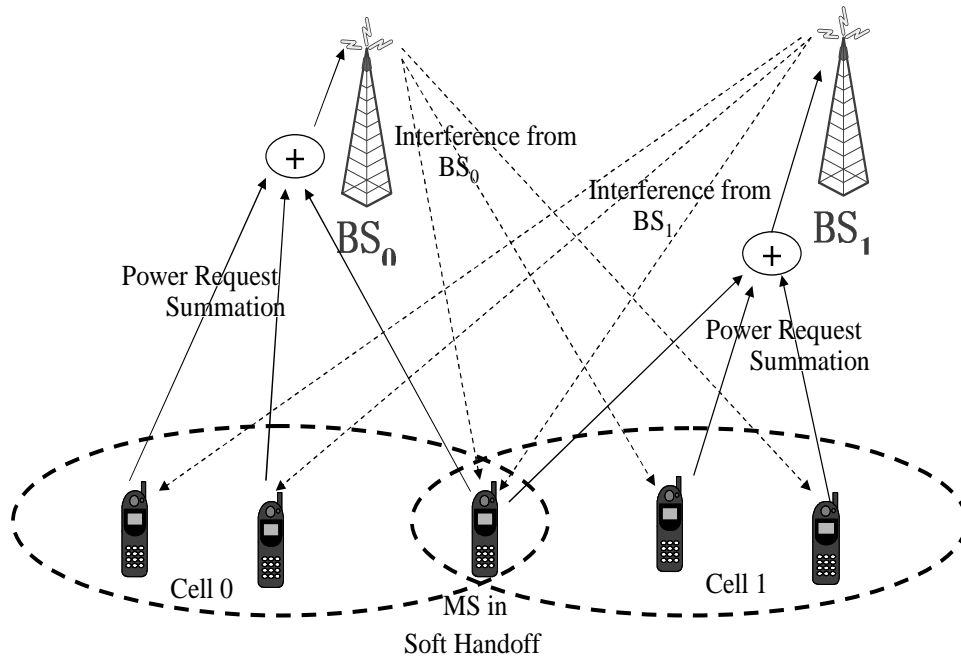 Interference from
BS₀
Interference from
BS₁
+
BS₀
BS₁
+
Power Request
Summation
Power Request
Summation
Cell 0
MS in
Soft Handoff
Cell 1